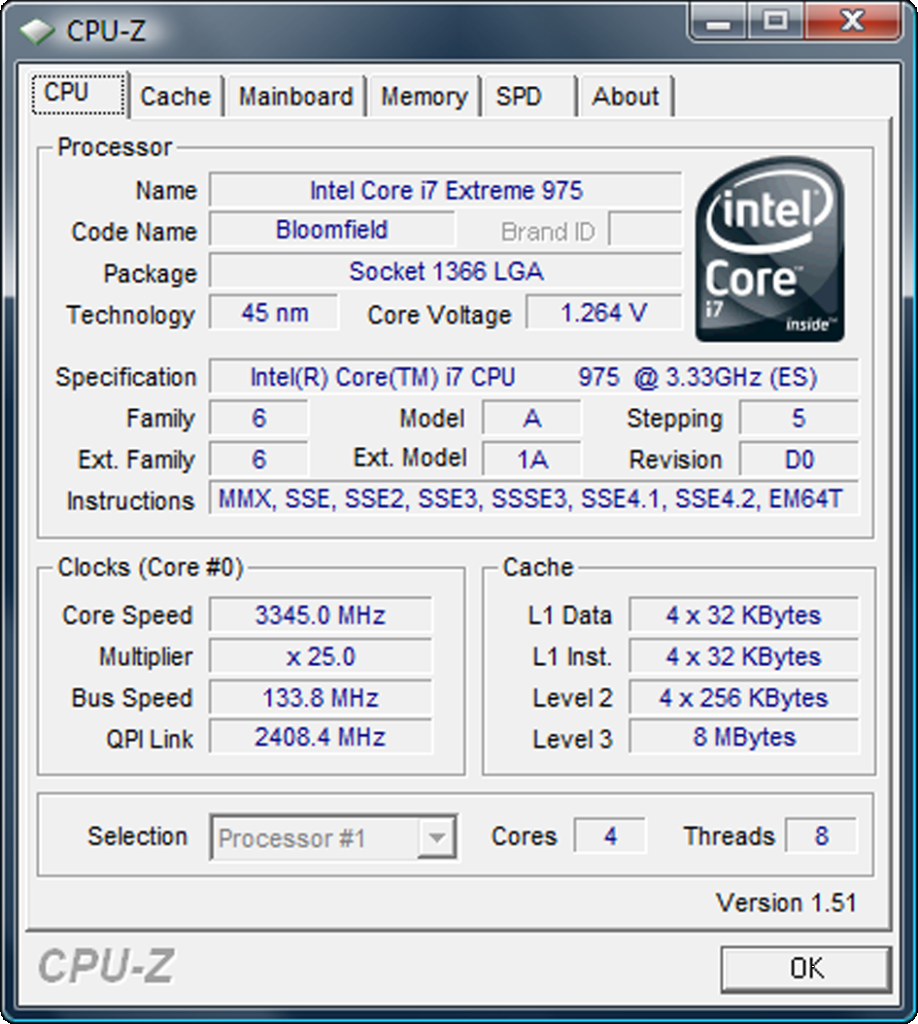 CPU-Z
CPU Cache Mainboard Memory SPD About
Processor
Name Intel Core i7 Extreme 975
Code Name Bloomfield Brand ID
Package Socket 1366 LGA
Technology 45 nm Core Voltage 1.264 V
intel
Core™
i7
inside™
Specification Intel(R) Core(TM) i7 CPU 975 @ 3.33GHz (ES)
Family 6 Model A Stepping 5
Ext. Family 6 Ext. Model 1A Revision D0
Instructions MMX, SSE, SSE2, SSE3, SSSE3, SSE4.1, SSE4.2, EM64T
Clocks (Core #0)
Core Speed 3345.0 MHz
Multiplier x 25.0
Bus Speed 133.8 MHz
QPI Link 2408.4 MHz
Cache
L1 Data 4 x 32 KBytes
L1 Inst. 4 x 32 KBytes
Level 2 4 x 256 KBytes
Level 3 8 MBytes
Selection Processor #1 Cores 4 Threads 8
Version 1.51
CPU-Z OK